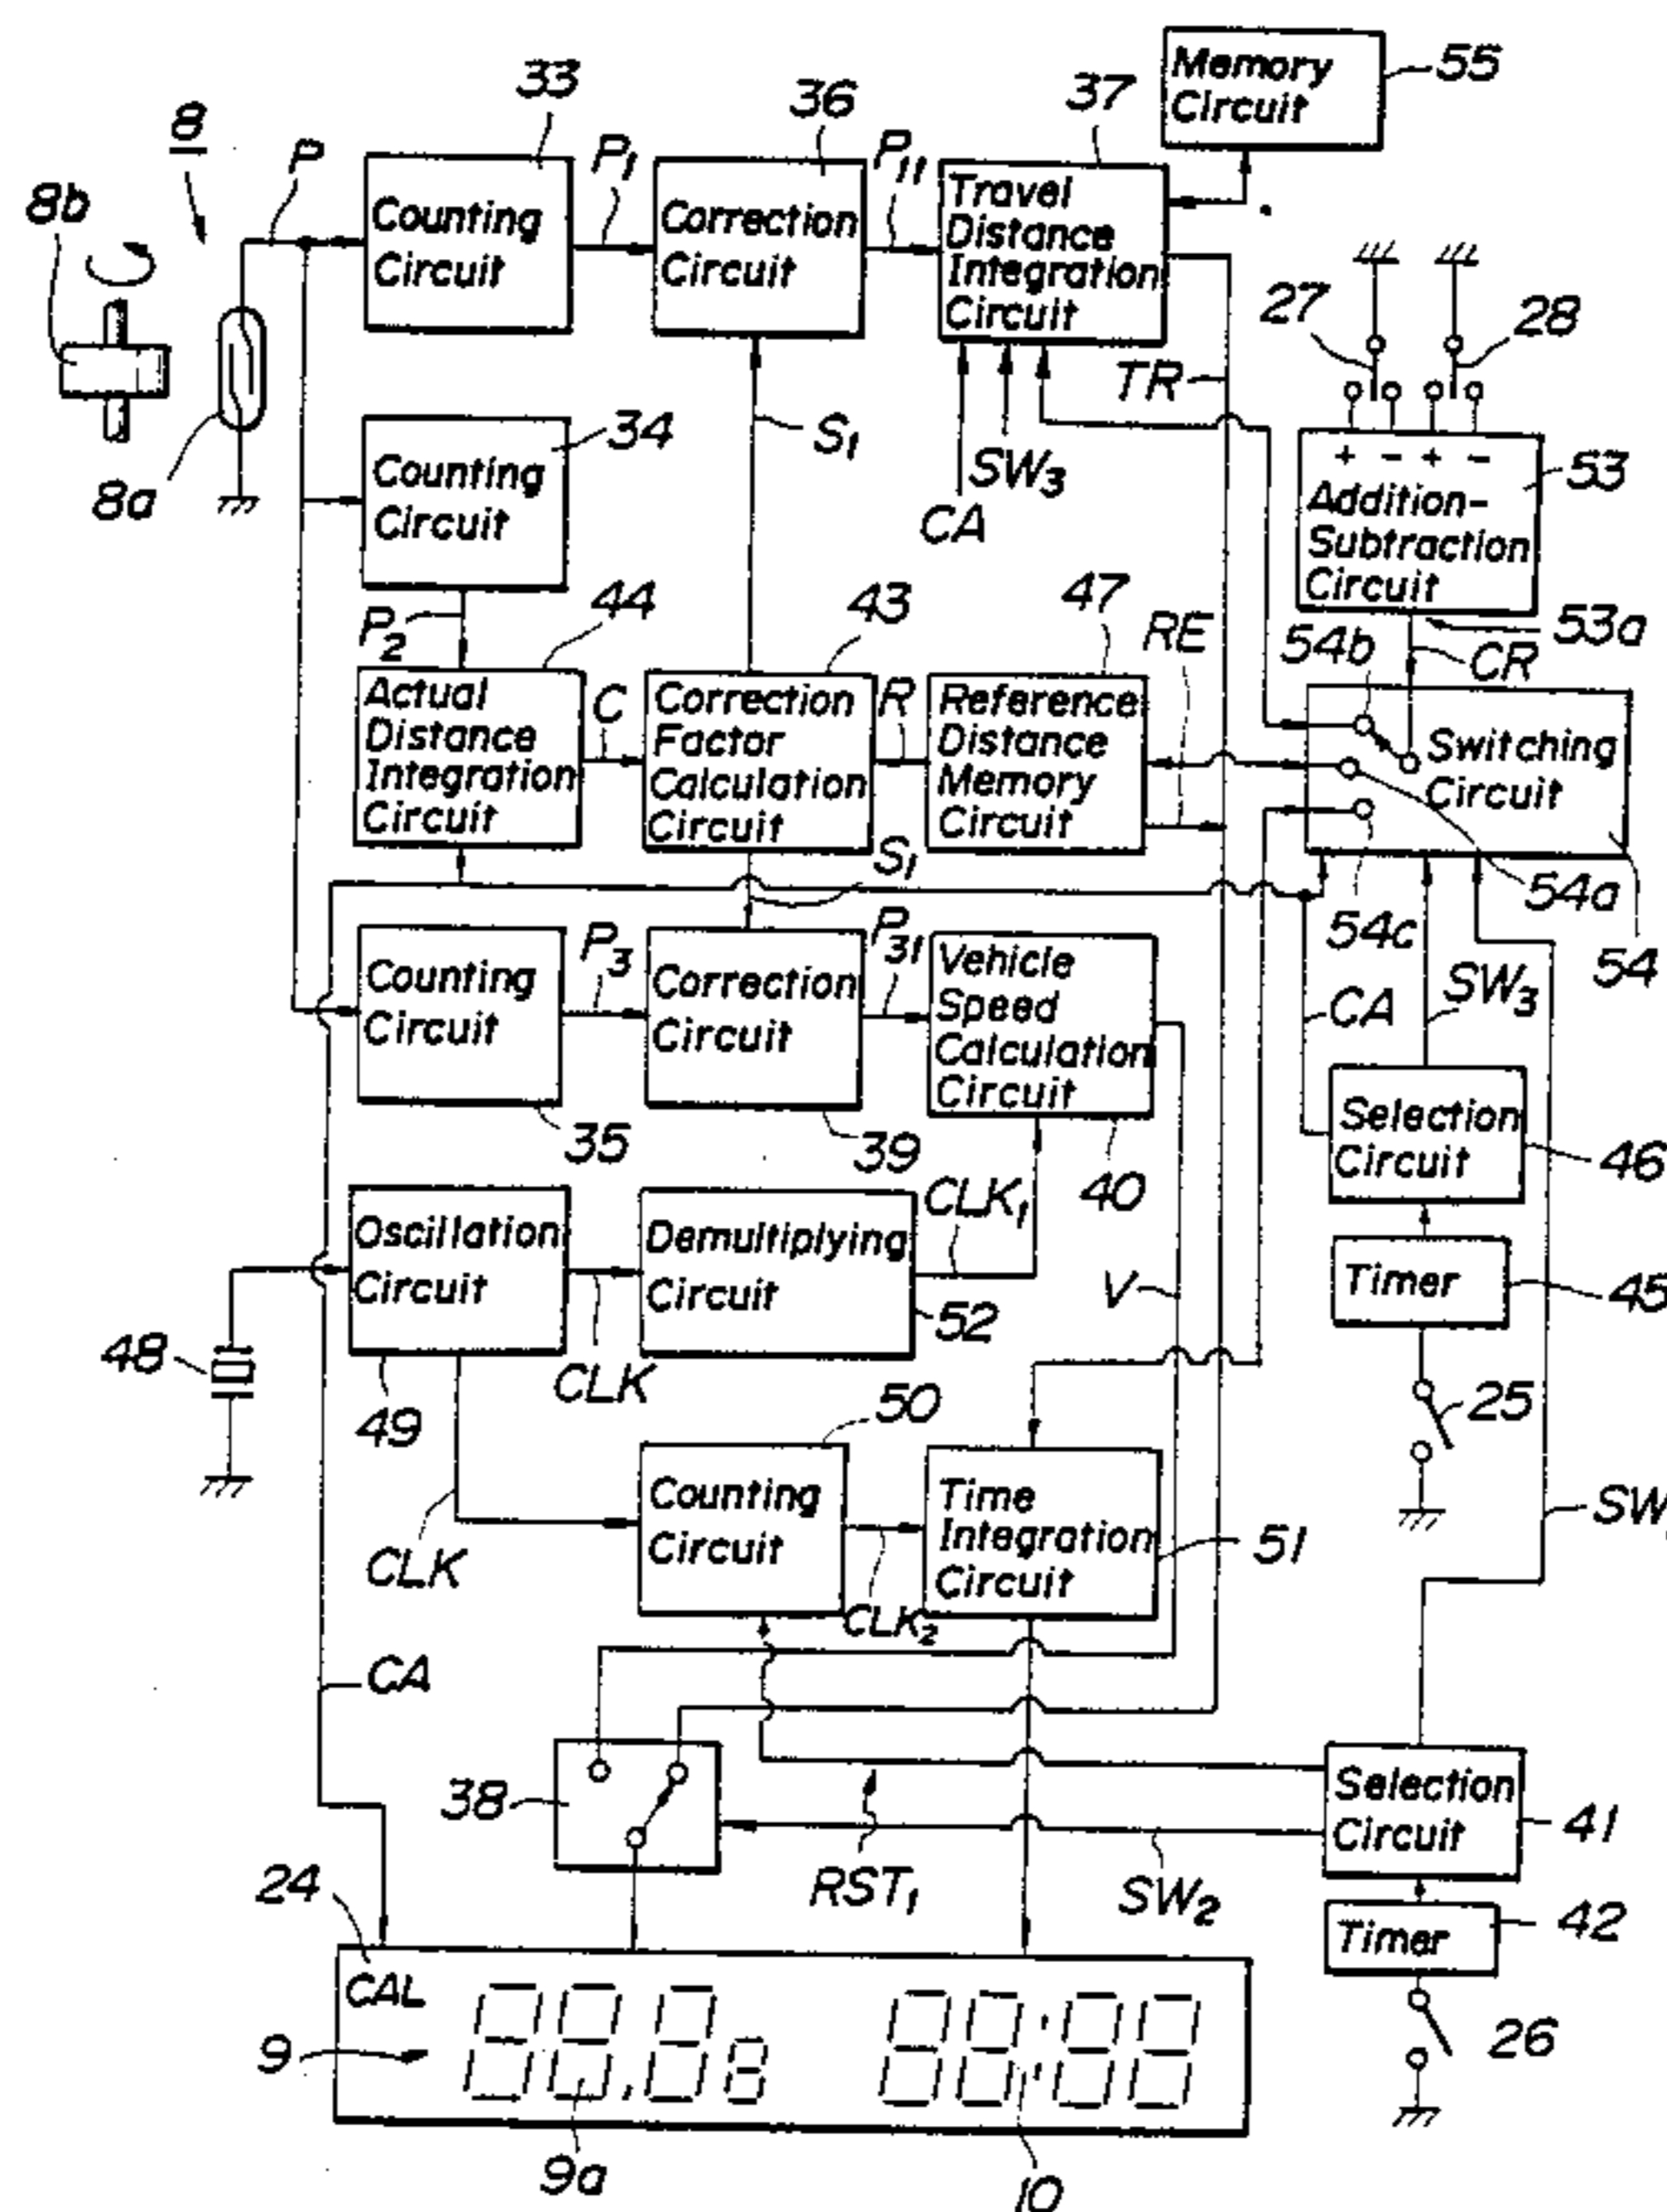 Memory
Circuit
55
33
36
37
8
P
P1
P11
8b
Counting
Circuit
Correction
Circuit
Travel
Distance
Integration
Circuit
27
28
TR
34
S1
8a
Counting
Circuit
SW3
CA
+ - + -
Addition-
Subtraction
Circuit
53
P2
44
43
47
RE
54b
53a
CR
Actual
Distance
Integration
Circuit
C
Correction
Factor
Calculation
Circuit
R
Reference
Distance
Memory
Circuit
Switching
Circuit
S1
54a
54c
54
Counting
Circuit
P3
Correction
Circuit
P31
Vehicle
Speed
Calculation
Circuit
CA
SW3
35
39
40
Selection
Circuit
46
Oscillation
Circuit
Demultiplying
Circuit
CLK1
V
Timer
45
48
49
CLK
52
25
50
Counting
Circuit
Time
Integration
Circuit
51
SW
CLK
CLK2
CA
38
Selection
Circuit
41
24
RST1
SW2
42
Timer
CAL
88.88
88:88
9
26
9a
10